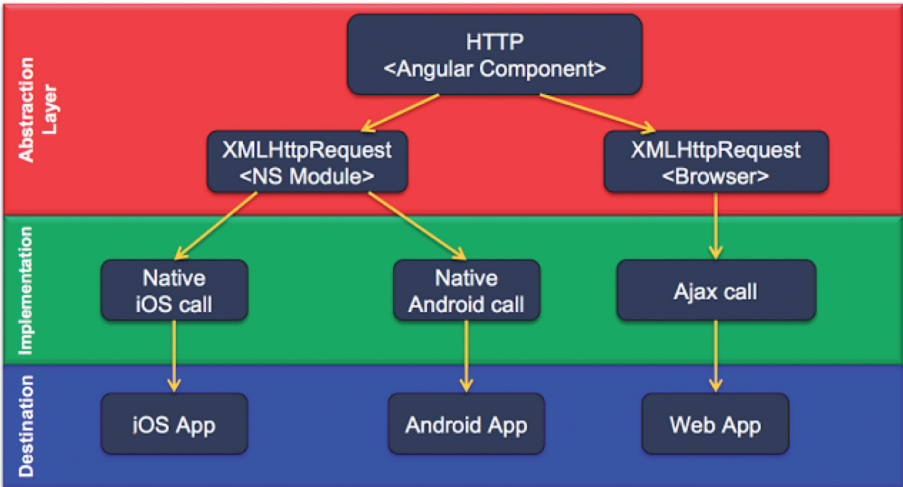 Abstraction
Layer
HTTP
<Angular Component>
XMLHttpRequest
<NS Module>
XMLHttpRequest
<Browser>
Implementation
Native
iOS call
Native
Android call
Ajax call
Destination
iOS App
Android App
Web App